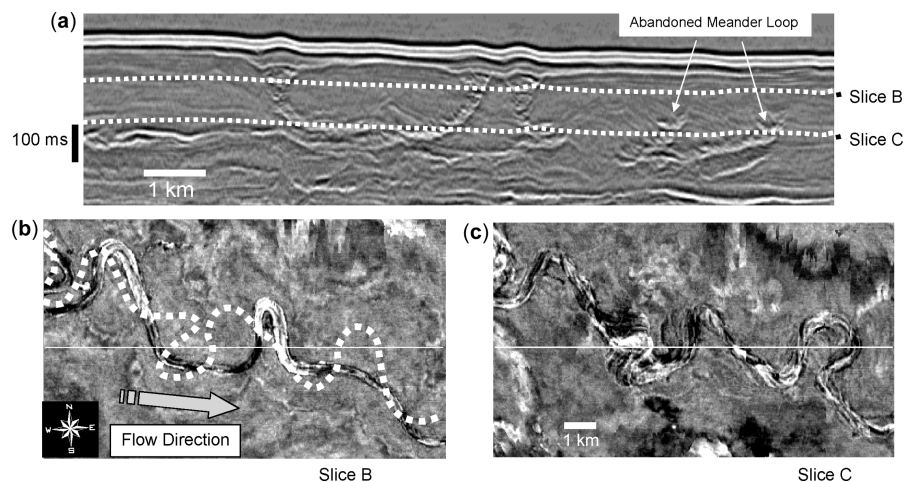 (a)
Abandoned Meander Loop
Slice B
Slice C
100 ms
1 km
(b)
(c)
N
W E
S
Flow Direction
1 km
Slice B
Slice C